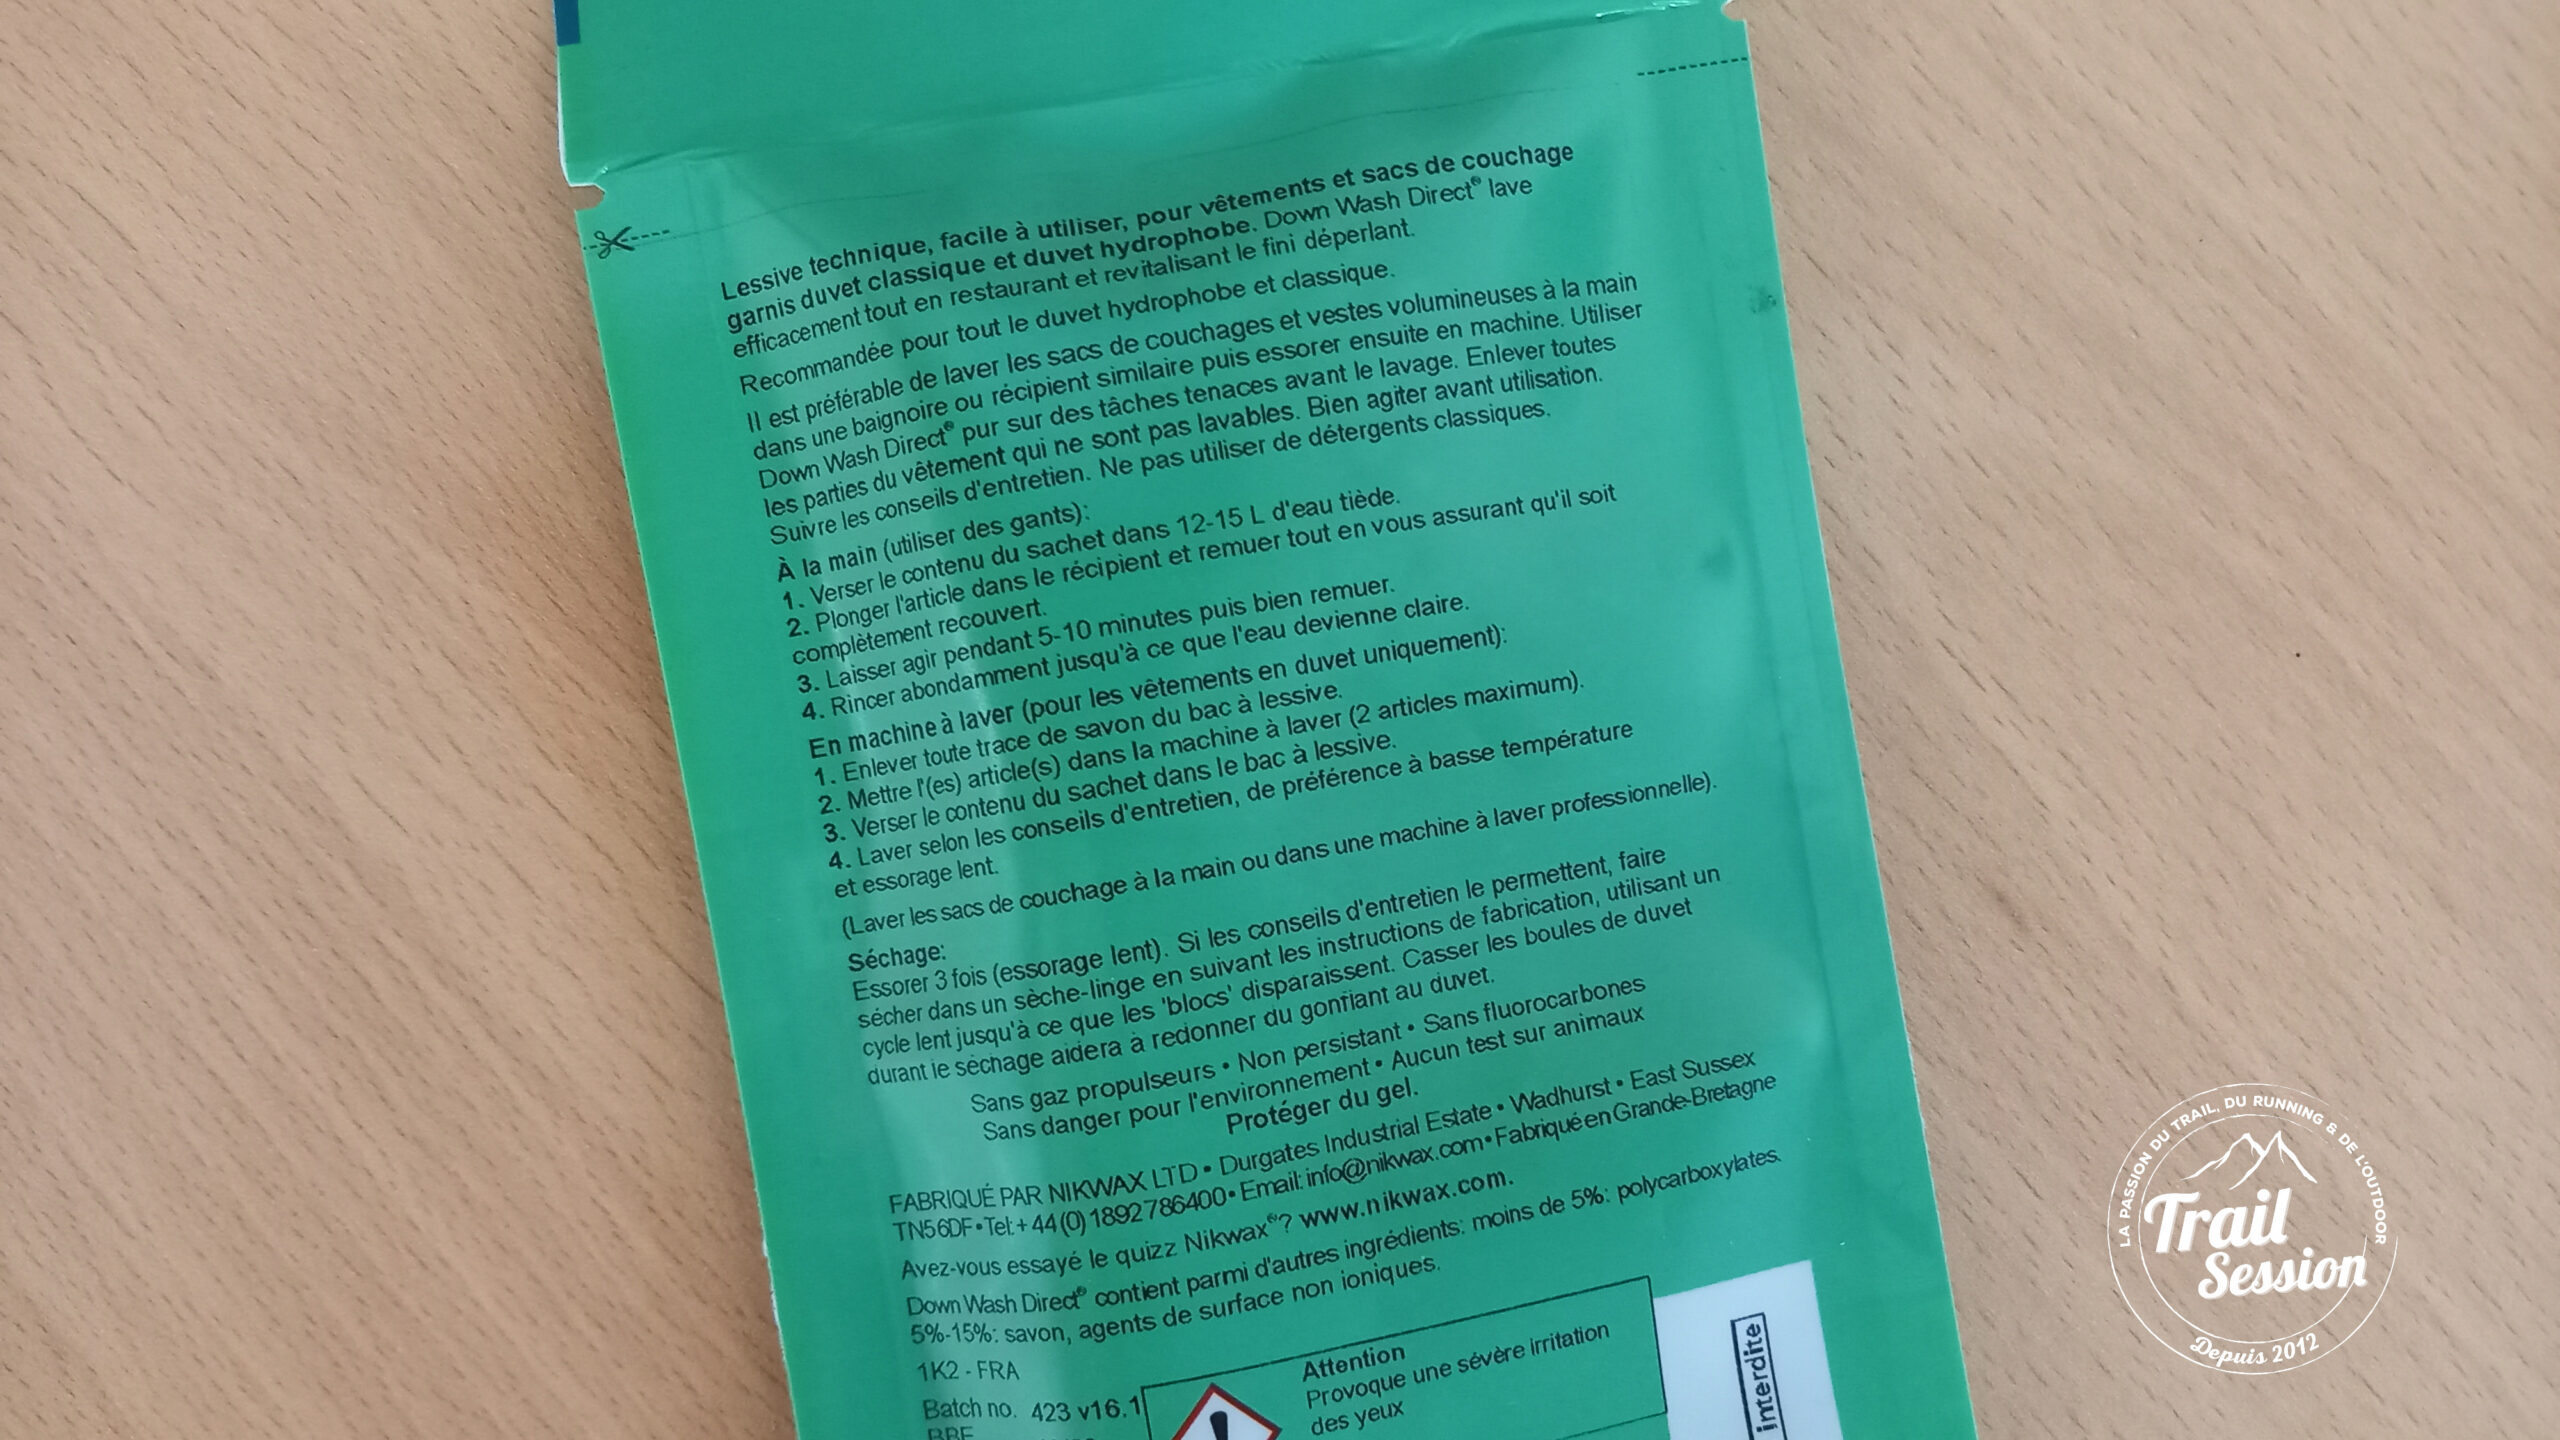 Lessive technique, facile à utiliser, pour vêtements et sacs de couchage
garnis duvet classique et duvet hydrophobe. Down Wash Direct® lave
efficacement tout en restaurant et revitalisant le fini déperlant.
Recommandée pour tout le duvet hydrophobe et classique.
Il est préférable de laver les sacs de couchages et vestes volumineuses à la main
dans une baignoire ou récipient similaire puis essorer ensuite en machine. Utiliser
Down Wash Direct® pur sur des tâches tenaces avant le lavage. Enlever toutes
les parties du vêtement qui ne sont pas lavables. Bien agiter avant utilisation.
Suivre les conseils d'entretien. Ne pas utiliser de détergents classiques.
À la main (utiliser des gants):
1. Verser le contenu du sachet dans 12-15 L d'eau tiède.
2. Plonger l'article dans le récipient et remuer tout en vous assurant qu'il soit
complètement recouvert.
3. Laisser agir pendant 5-10 minutes puis bien remuer.
4. Rincer abondamment jusqu'à ce que l'eau devienne claire.
En machine à laver (pour les vêtements en duvet uniquement):
1. Enlever toute trace de savon du bac à lessive.
2. Mettre l'(es) article(s) dans la machine à laver (2 articles maximum).
3. Verser le contenu du sachet dans le bac à lessive.
4. Laver selon les conseils d'entretien, de préférence à basse température
et essorage lent.
(Laver les sacs de couchage à la main ou dans une machine à laver professionnelle).
Séchage:
Essorer 3 fois (essorage lent). Si les conseils d'entretien le permettent, faire
sécher dans un sèche-linge en suivant les instructions de fabrication, utilisant un
cycle lent jusqu'à ce que les 'blocs' disparaissent. Casser les boules de duvet
durant le séchage aidera à redonner du gonflant au duvet.
Sans gaz propulseurs • Non persistant • Sans fluorocarbones
Sans danger pour l'environnement • Aucun test sur animaux
Protéger du gel.
FABRIQUÉ PAR NIKWAX LTD • Durgates Industrial Estate • Wadhurst • East Sussex
TN5 6DF • Tel: + 44 (0) 1892 786400 • Email: info@nikwax.com • Fabriqué en Grande-Bretagne
Avez-vous essayé le quizz Nikwax®? www.nikwax.com.
Down Wash Direct® contient parmi d'autres ingrédients: moins de 5%: polycarboxylates.
5%-15%: savon, agents de surface non ioniques.
1K2 - FRA
Batch no. 423 v16.1
BBE
Attention
Provoque une sévère irritation
des yeux
interdite
LA PASSION DU TRAIL, DU RUNNING & DE L'OUTDOOR
Trail
Session
Depuis 2012